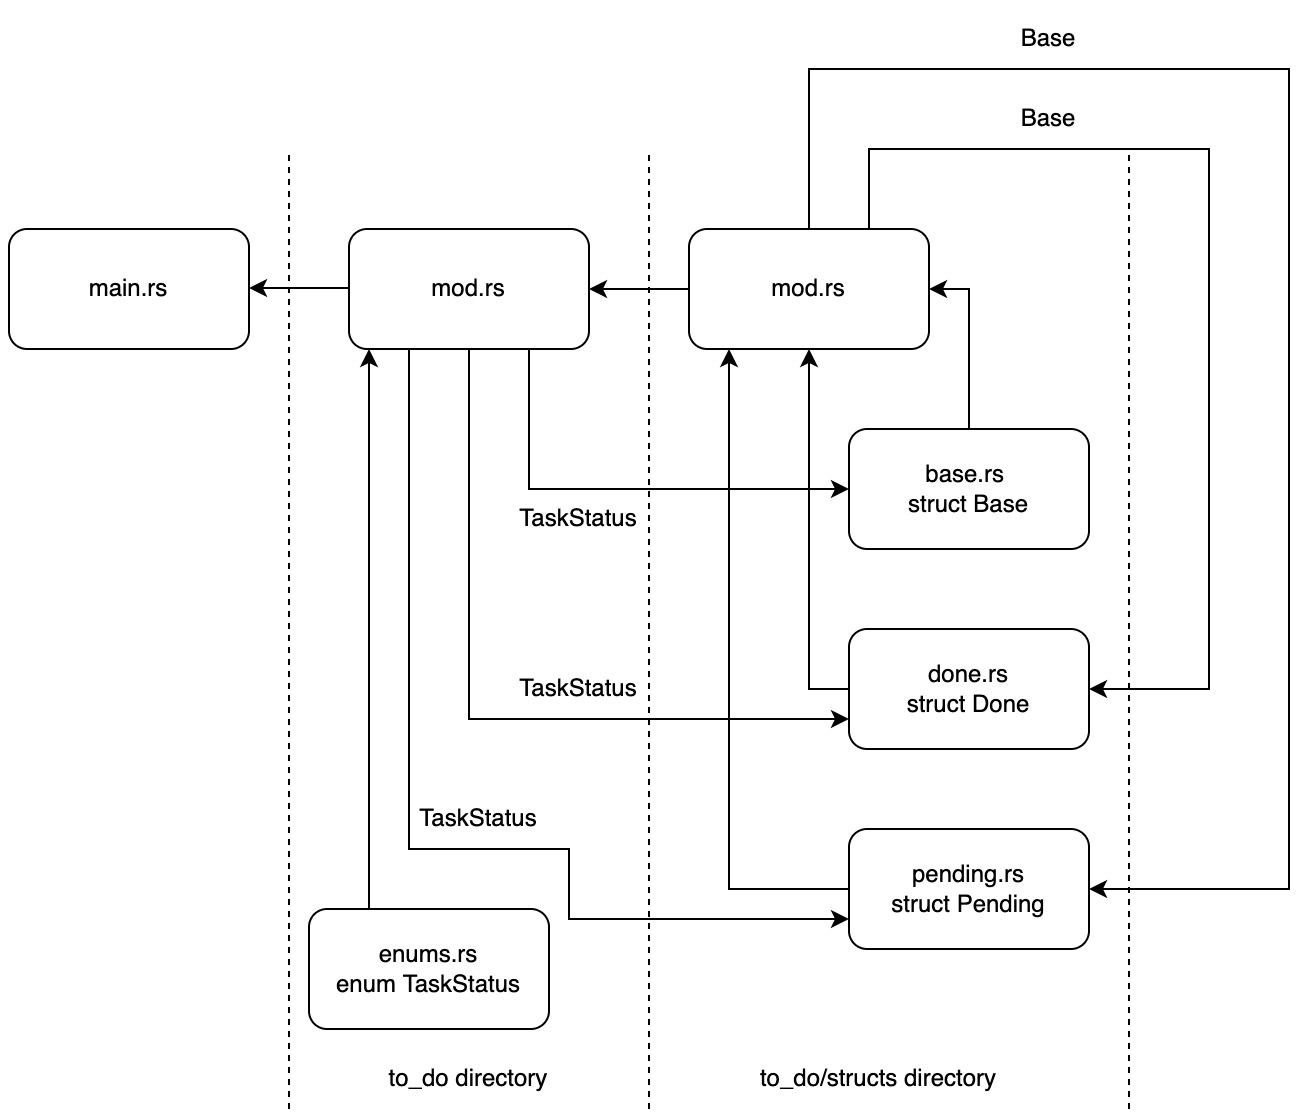 Base
Base
main.rs
mod.rs
mod.rs
base.rs
struct Base
TaskStatus
done.rs
struct Done
TaskStatus
TaskStatus
pending.rs
struct Pending
enums.rs
enum TaskStatus
to_do directory
to_do/structs directory